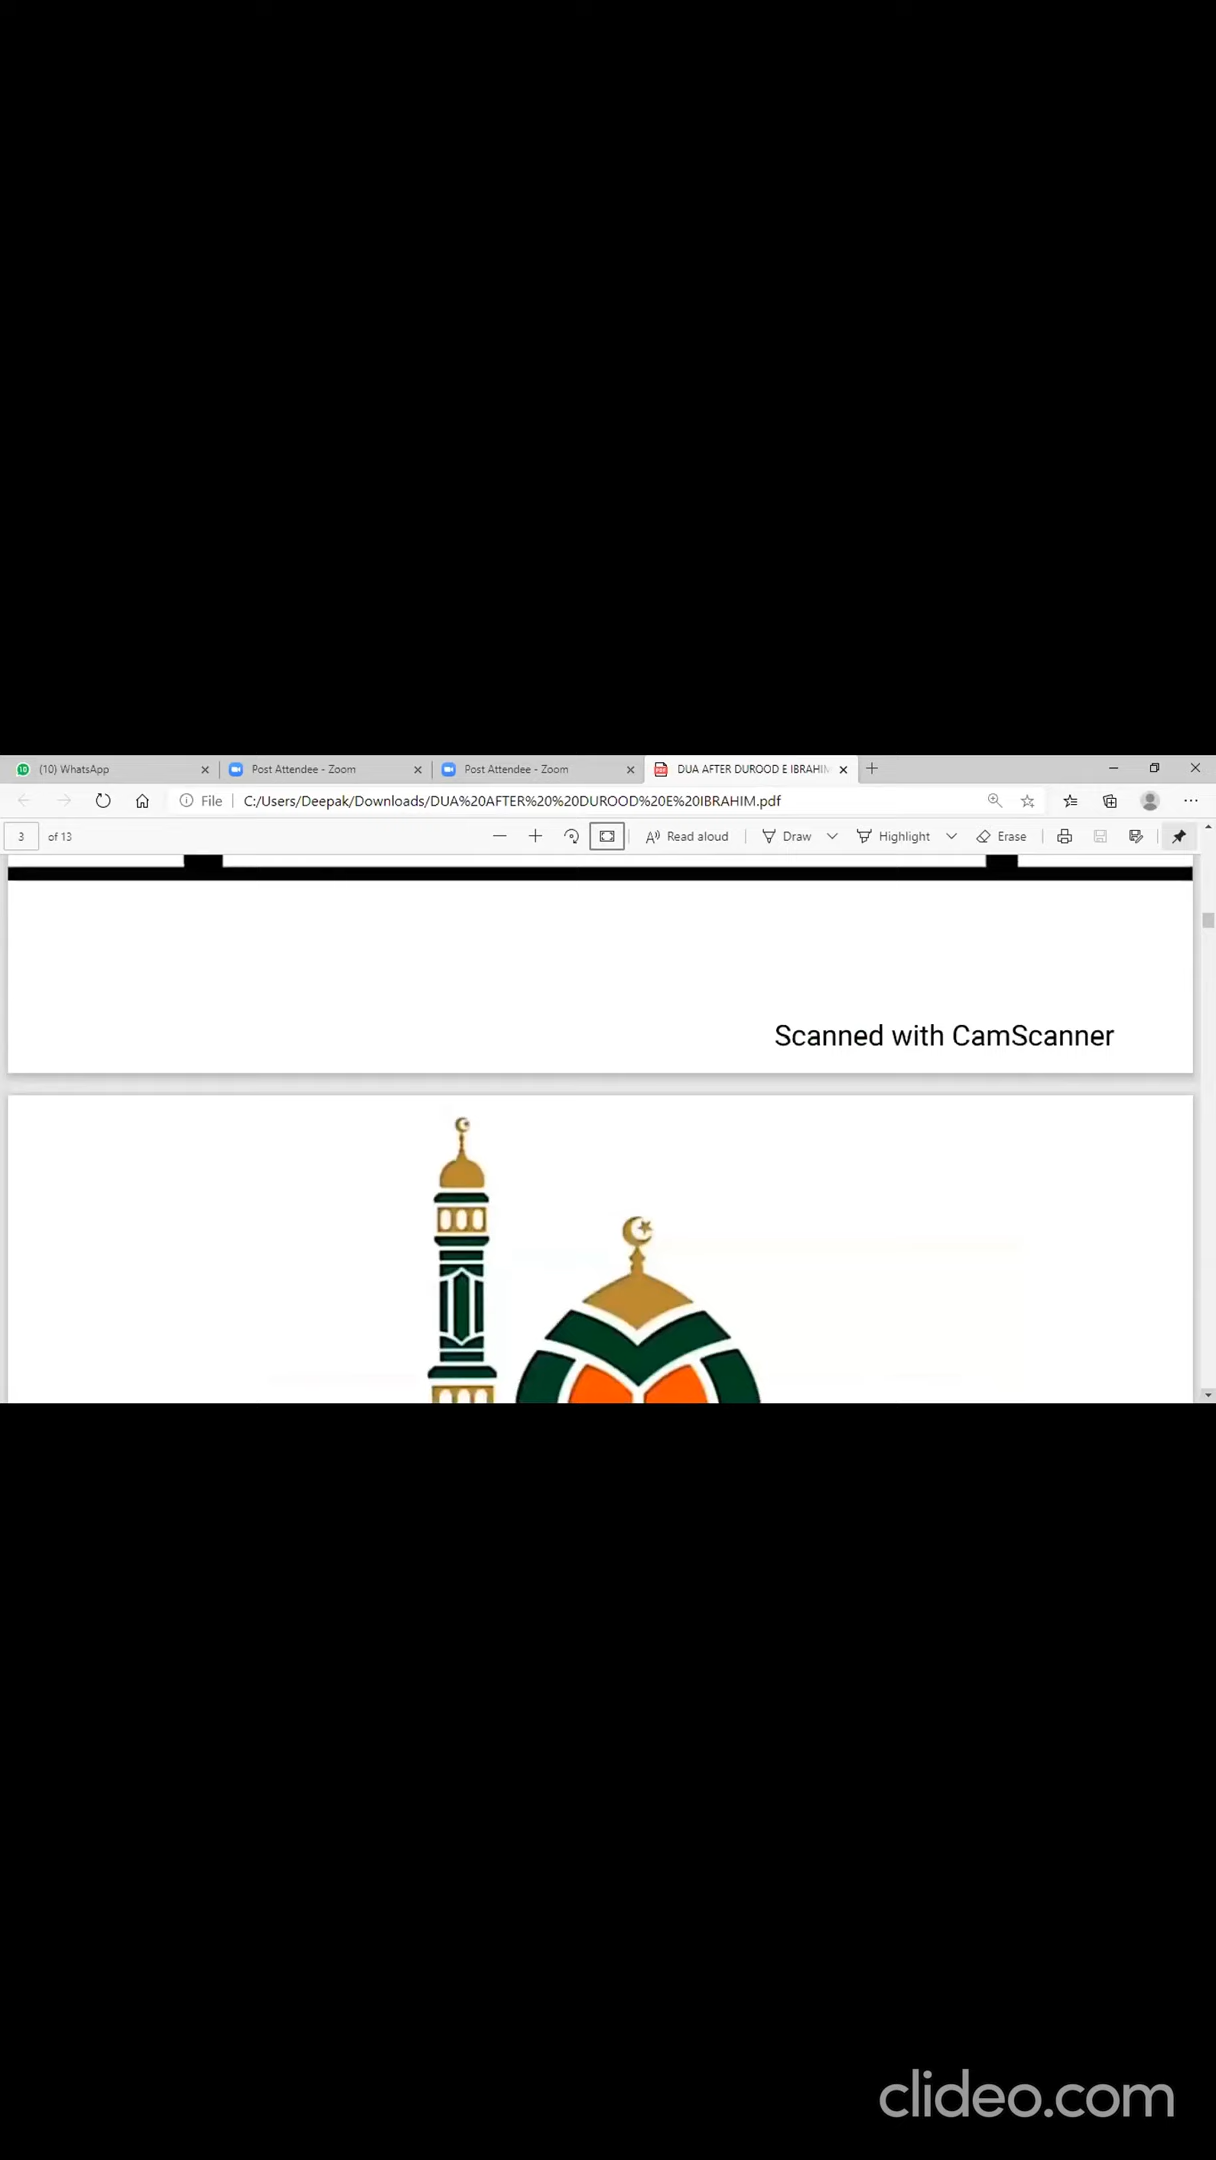 (10) WhatsApp
Post Attendee - Zoom
Post Attendee - Zoom
DUA AFTER DUROOD E IBRAHIM
File
C:/Users/Deepak/Downloads/DUA%20AFTER%20%20DUROOD%20E%20IBRAHIM.pdf
3 of 13
Read aloud
Draw
Highlight
Erase
Scanned with CamScanner
clideo.com